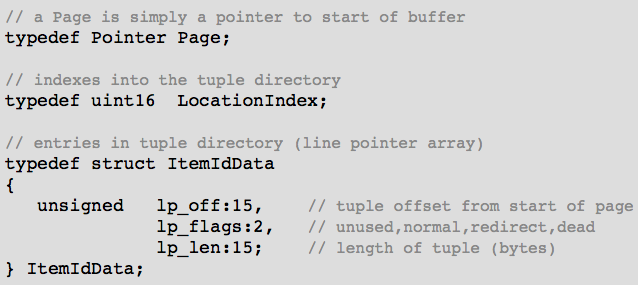 // a Page is simply a pointer to start of buffer
typedef Pointer Page;
// indexes into the tuple directory
typedef uint16  LocationIndex;
// entries in tuple directory (line pointer array)
typedef struct ItemIdData
{
   unsigned   lp_off:15,    // tuple offset from start of page
              lp_flags:2,   // unused,normal,redirect,dead
              lp_len:15;    // length of tuple (bytes)
} ItemIdData;